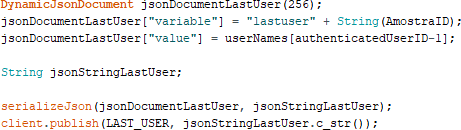 DynamicJsonDocument jsonDocumentLastUser(256);
jsonDocumentLastUser["variable"] = "lastuser" + String(AmostraID);
jsonDocumentLastUser["value"] = userNames[authenticatedUserID-1];
String jsonStringLastUser;
serializeJson(jsonDocumentLastUser, jsonStringLastUser);
client.publish(LAST_USER, jsonStringLastUser.c_str());